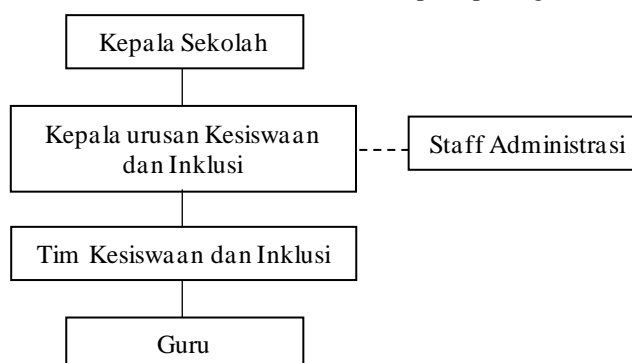 Kepala Sekolah
Kepala urusan Kesiswaan
dan Inklusi
Staff Administrasi
Tim Kesiswaan dan Inklusi
Guru